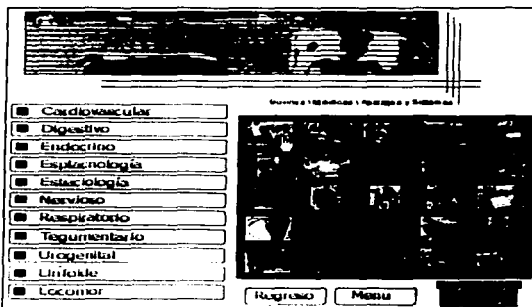 Cardiovascular
Digestivo
Endocrino
Esplacnología
Estesiología
Nervioso
Respiratorio
Tegumentario
Urogenital
Linfoide
Locomor
Regreso
Menu